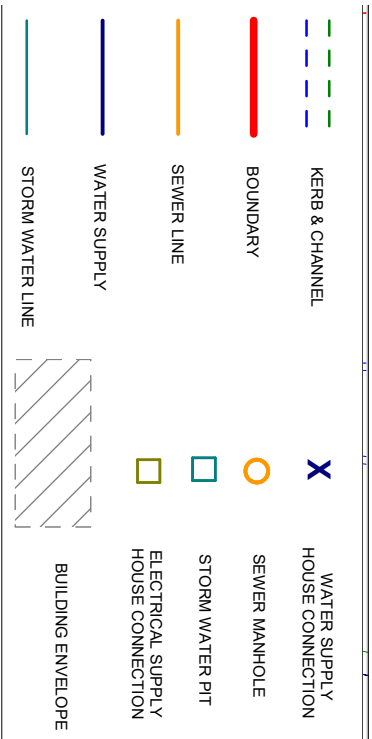 KERB & CHANNEL
BOUNDARY
SEWER LINE
WATER SUPPLY
STORM WATER LINE
X
WATER SUPPLY
HOUSE CONNECTION
SEWER MANHOLE
STORM WATER PIT
ELECTRICAL SUPPLY
HOUSE CONNECTION
BUILDING ENVELOPE